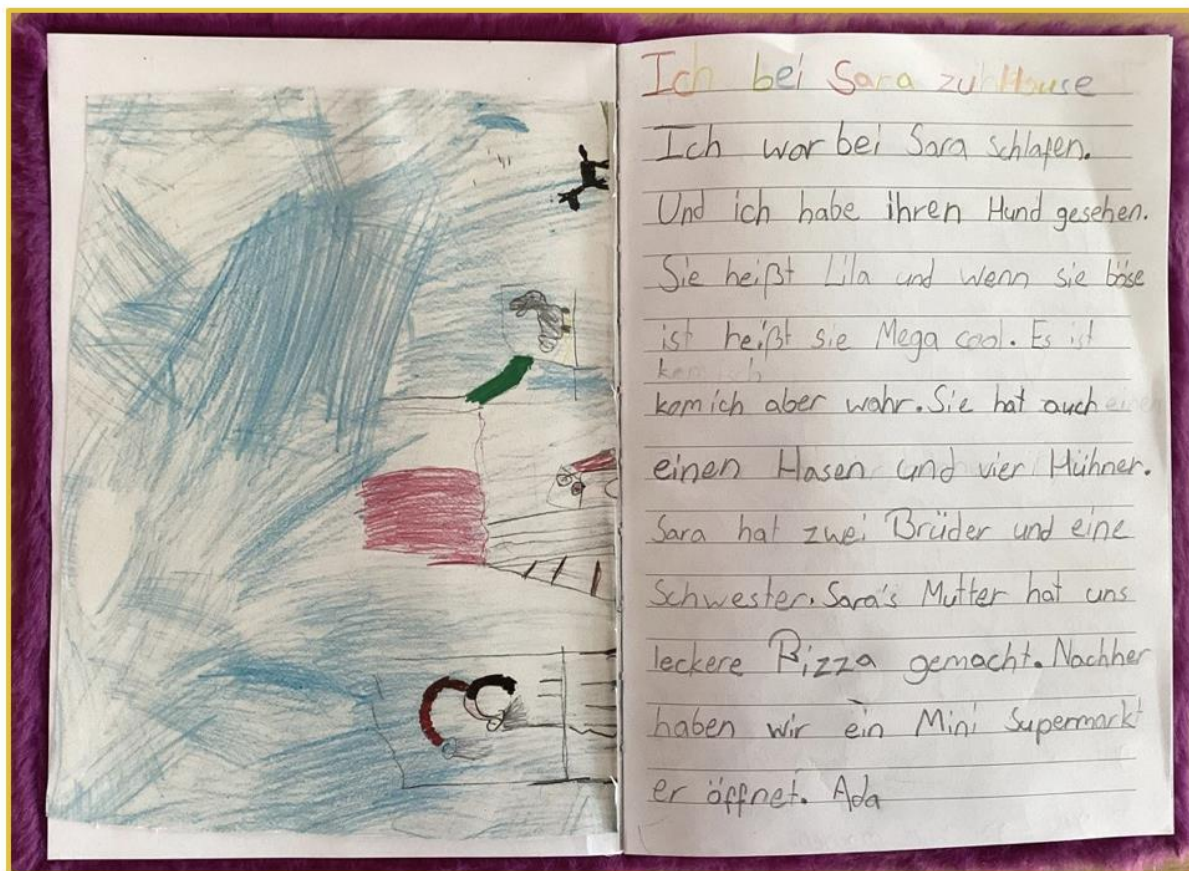 Ich bei Sara zu Hause
Ich war bei Sara schlafen.
Und ich habe ihren Hund gesehen.
Sie heißt Lila und wenn sie böse
ist heißt sie Mega cool. Es ist
komich aber wahr. Sie hat auch
einen Hasen und vier Hühner.
Sara hat zwei Brüder und eine
Schwester. Sara's Mutter hat uns
leckere Pizza gemacht. Nachher
haben wir ein Mini Supermarkt
er öffnet. Ada